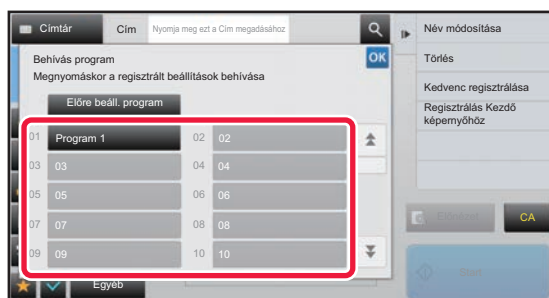 Címtár
Cím
Nyomja meg ezt a Cím megadásához
Behívás program
OK
Megnyomáskor a regisztrált beállítások behívása
Előre beáll. program
01 Program 1
02 02
03 03
04 04
05 05
06 06
07 07
08 08
09 09
10 10
Név módosítása
Törlés
Kedvenc regisztrálása
Regisztrálás Kezdő
képernyőhöz
Előnézet
CA
Start
Egyéb